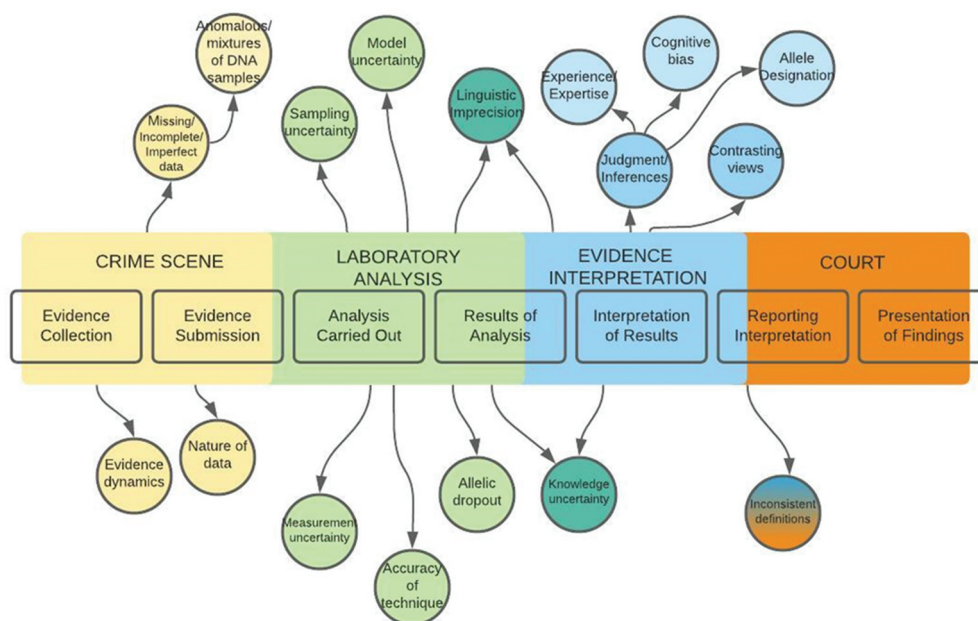 Anomalous/
mixtures
of DNA
samples
Model
uncertainty
Cognitive
bias
Allele
Designation
Experience/
Expertise
Linguistic
Imprecision
Sampling
uncertainty
Missing/
Incomplete/
Imperfect
data
Judgment/
Inferences
Contrasting
views
CRIME SCENE
LABORATORY
ANALYSIS
EVIDENCE
INTERPRETATION
COURT
Evidence
Collection
Evidence
Submission
Analysis
Carried Out
Results of
Analysis
Interpretation
of Results
Reporting
Interpretation
Presentation
of Findings
Evidence
dynamics
Nature of
data
Measurement
uncertainty
Accuracy
of
technique
Allelic
dropout
Knowledge
uncertainty
Inconsistent
definitions